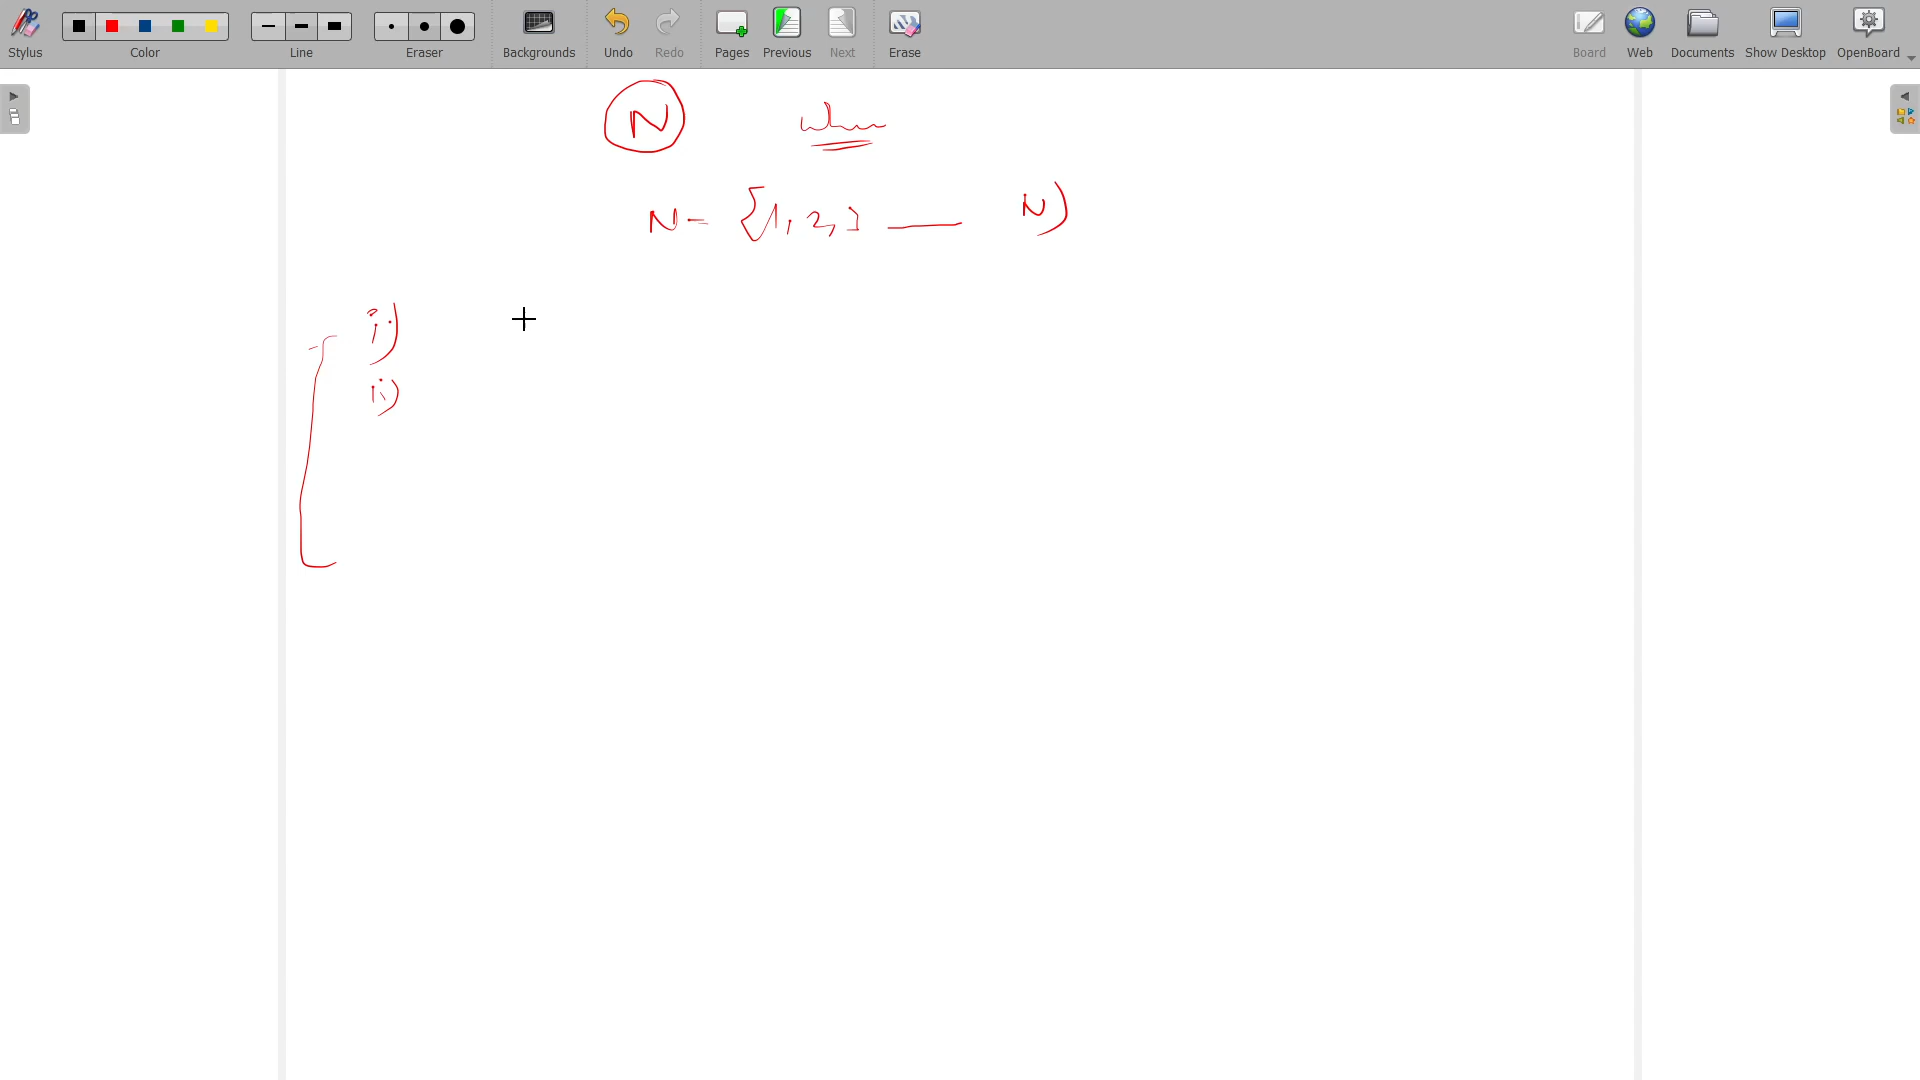 Stylus Color Line Eraser Backgrounds Undo Redo Pages Previous Next Erase Board Web Documents Show Desktop OpenBoard
N
N = {1, 2, 3 — N)
i)
ii)